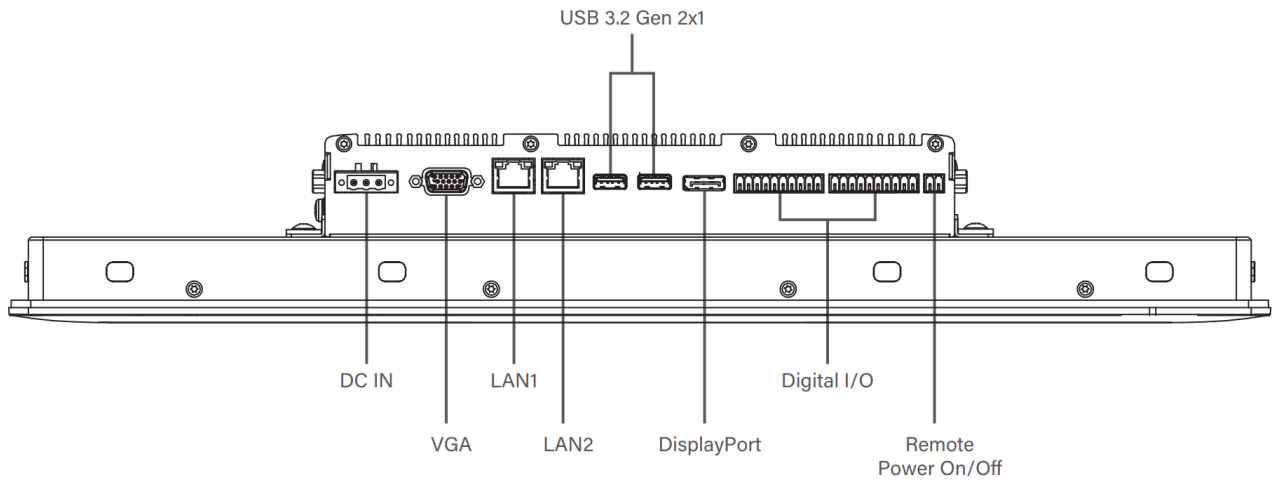 USB 3.2 Gen 2x1
DC IN
LAN1
Digital I/O
VGA
LAN2
DisplayPort
Remote
Power On/Off